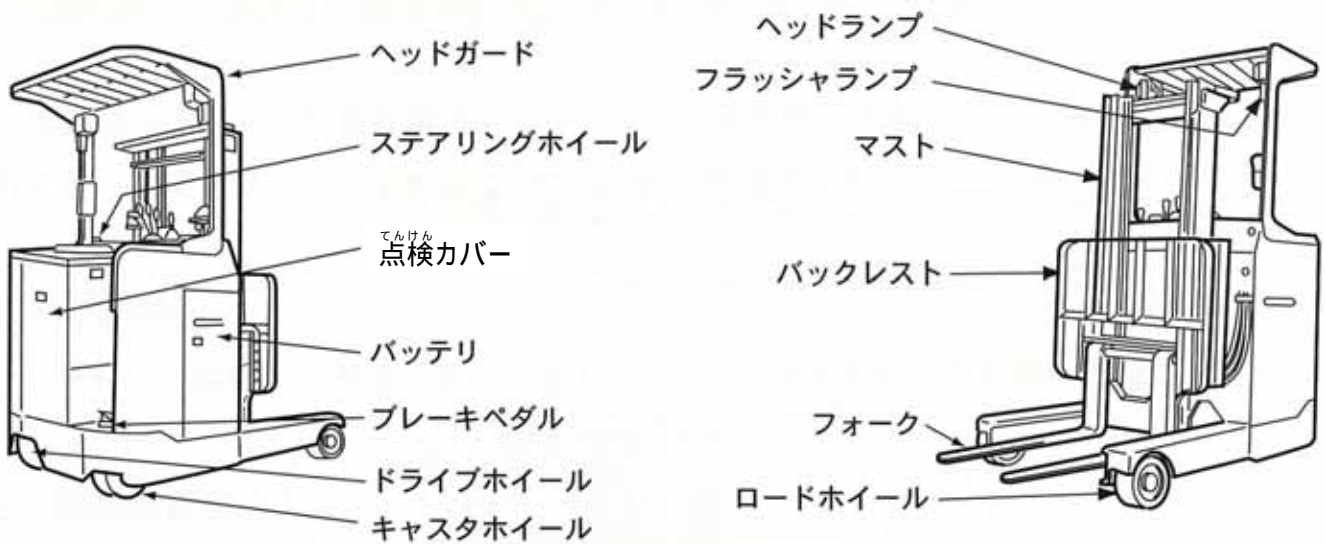 ヘッドガード
ステアリングホイール
てんけん
点検カバー
バッテリ
ブレーキペダル
ドライブホイール
キャスタホイール
ヘッドランプ
フラッシャランプ
マスト
バックレスト
フォーク
ロードホイール